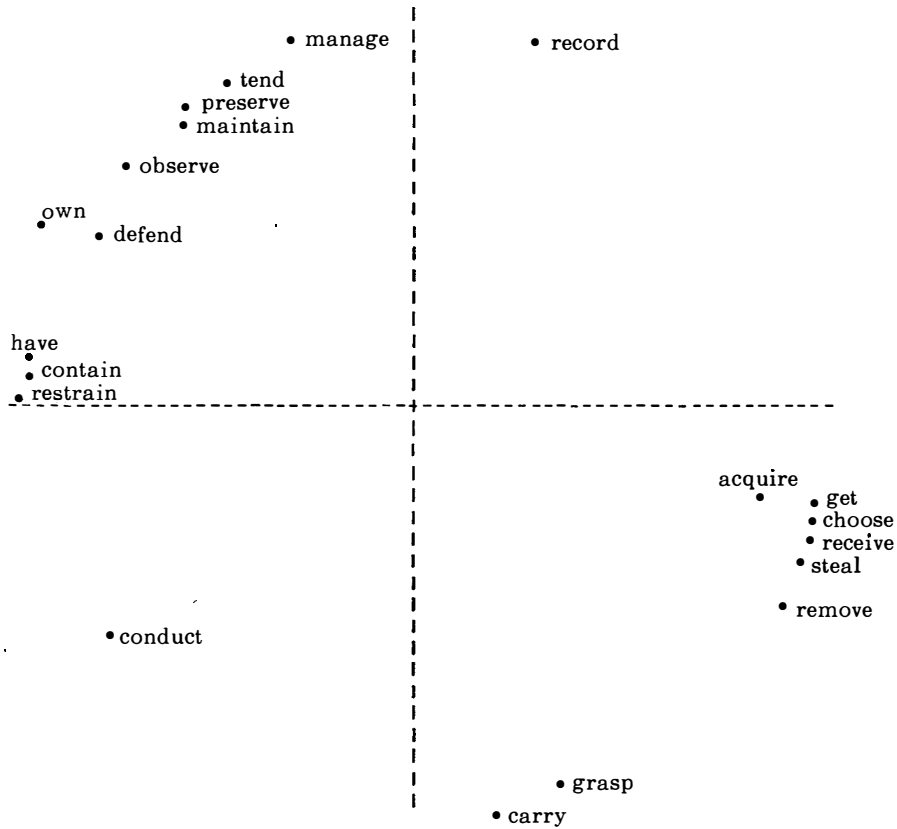 manage
record
tend
preserve
maintain
observe
own
defend
have
contain
restrain
acquire
get
choose
receive
steal
remove
conduct
grasp
carry